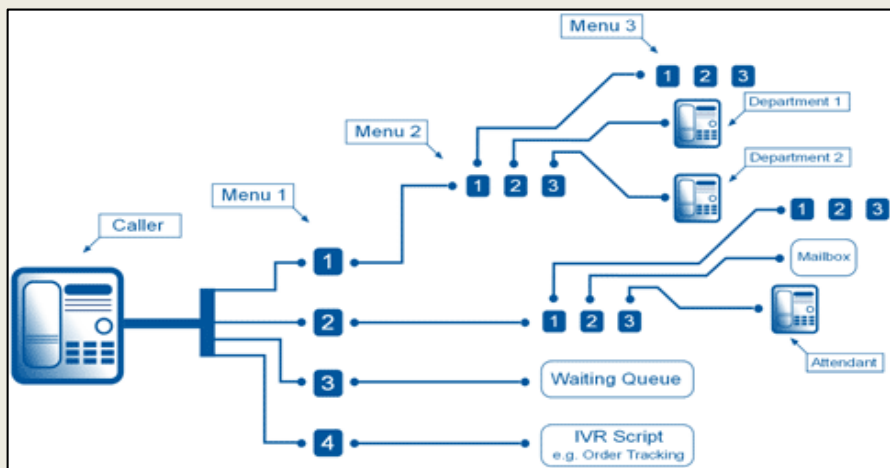 Menu 3
1 2 3
Department 1
Menu 2
Department 2
1 2 3
Menu 1
1 2 3
Caller
1
Mailbox
2
1 2 3
Attendant
3
Waiting Queue
4
IVR Script
e.g. Order Tracking